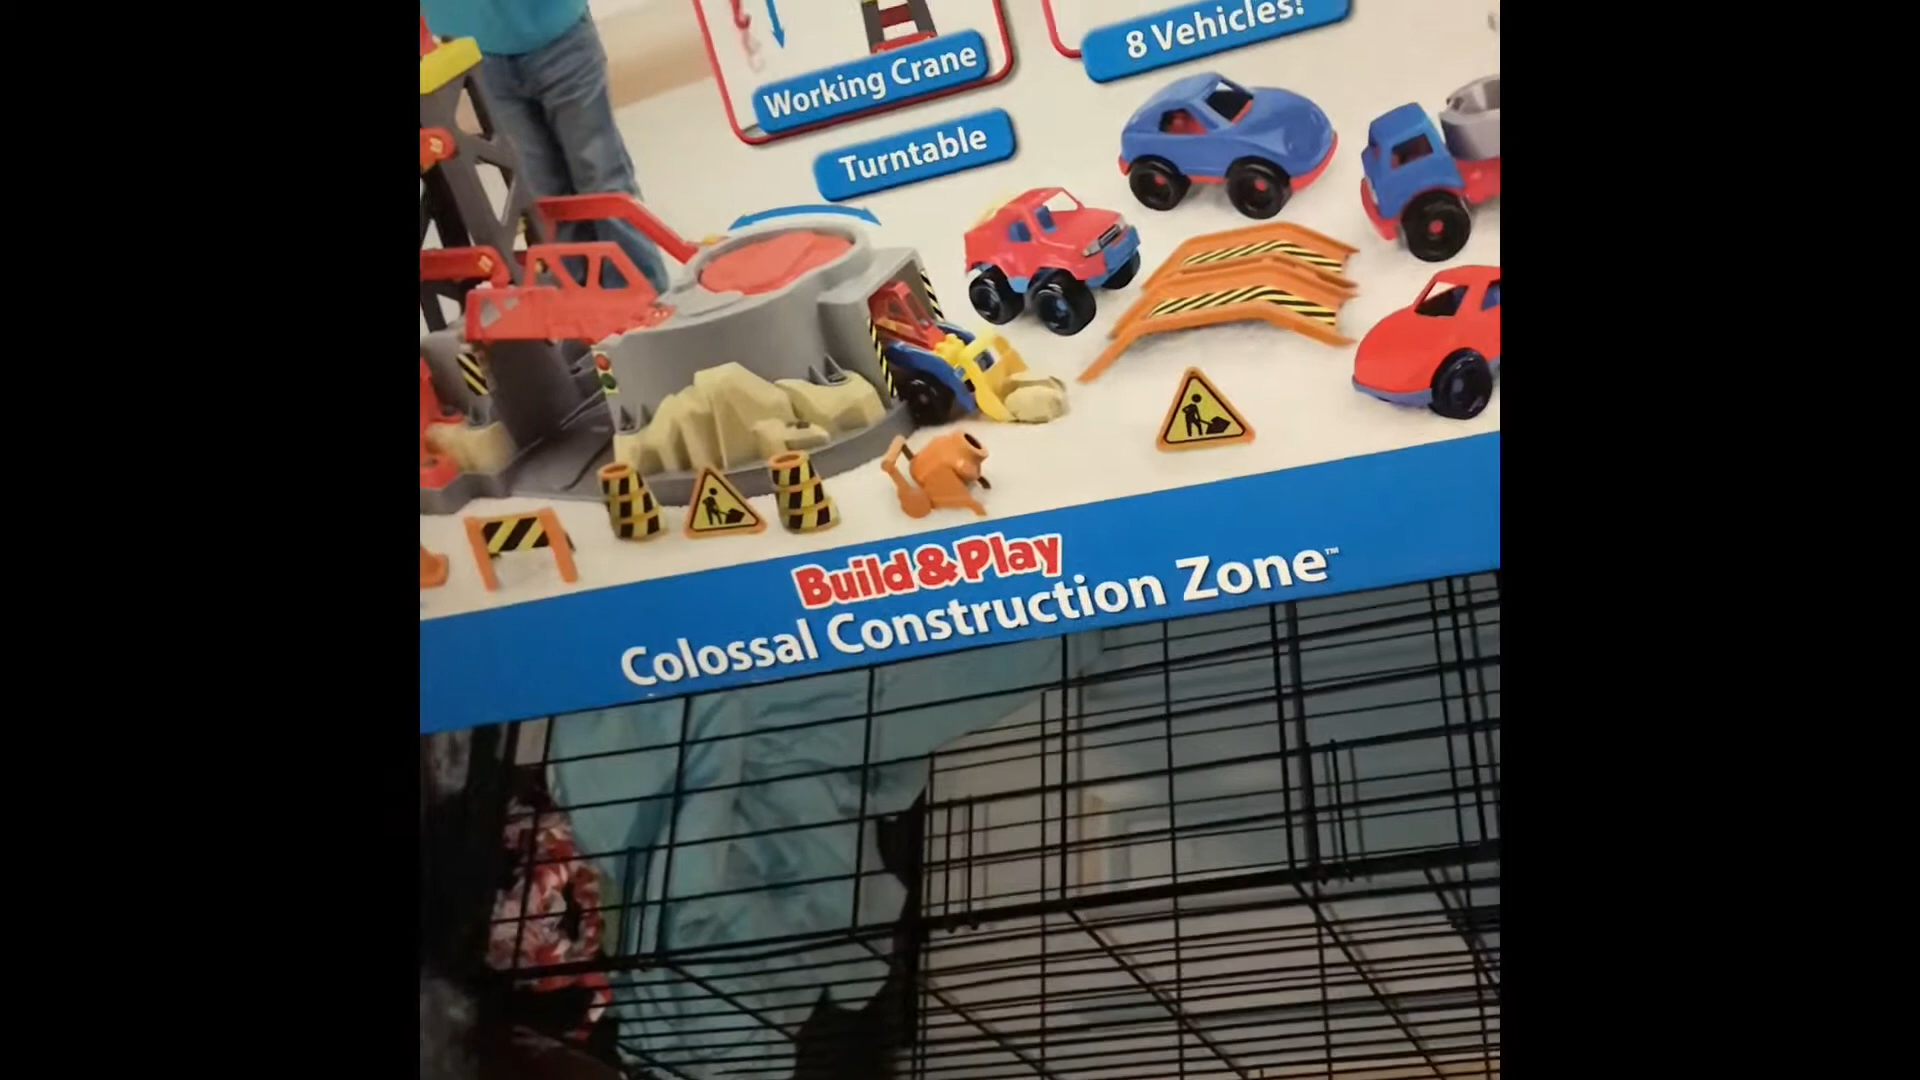 8 Vehicles!
Working Crane
Turntable
Build&Play
Colossal Construction Zone™